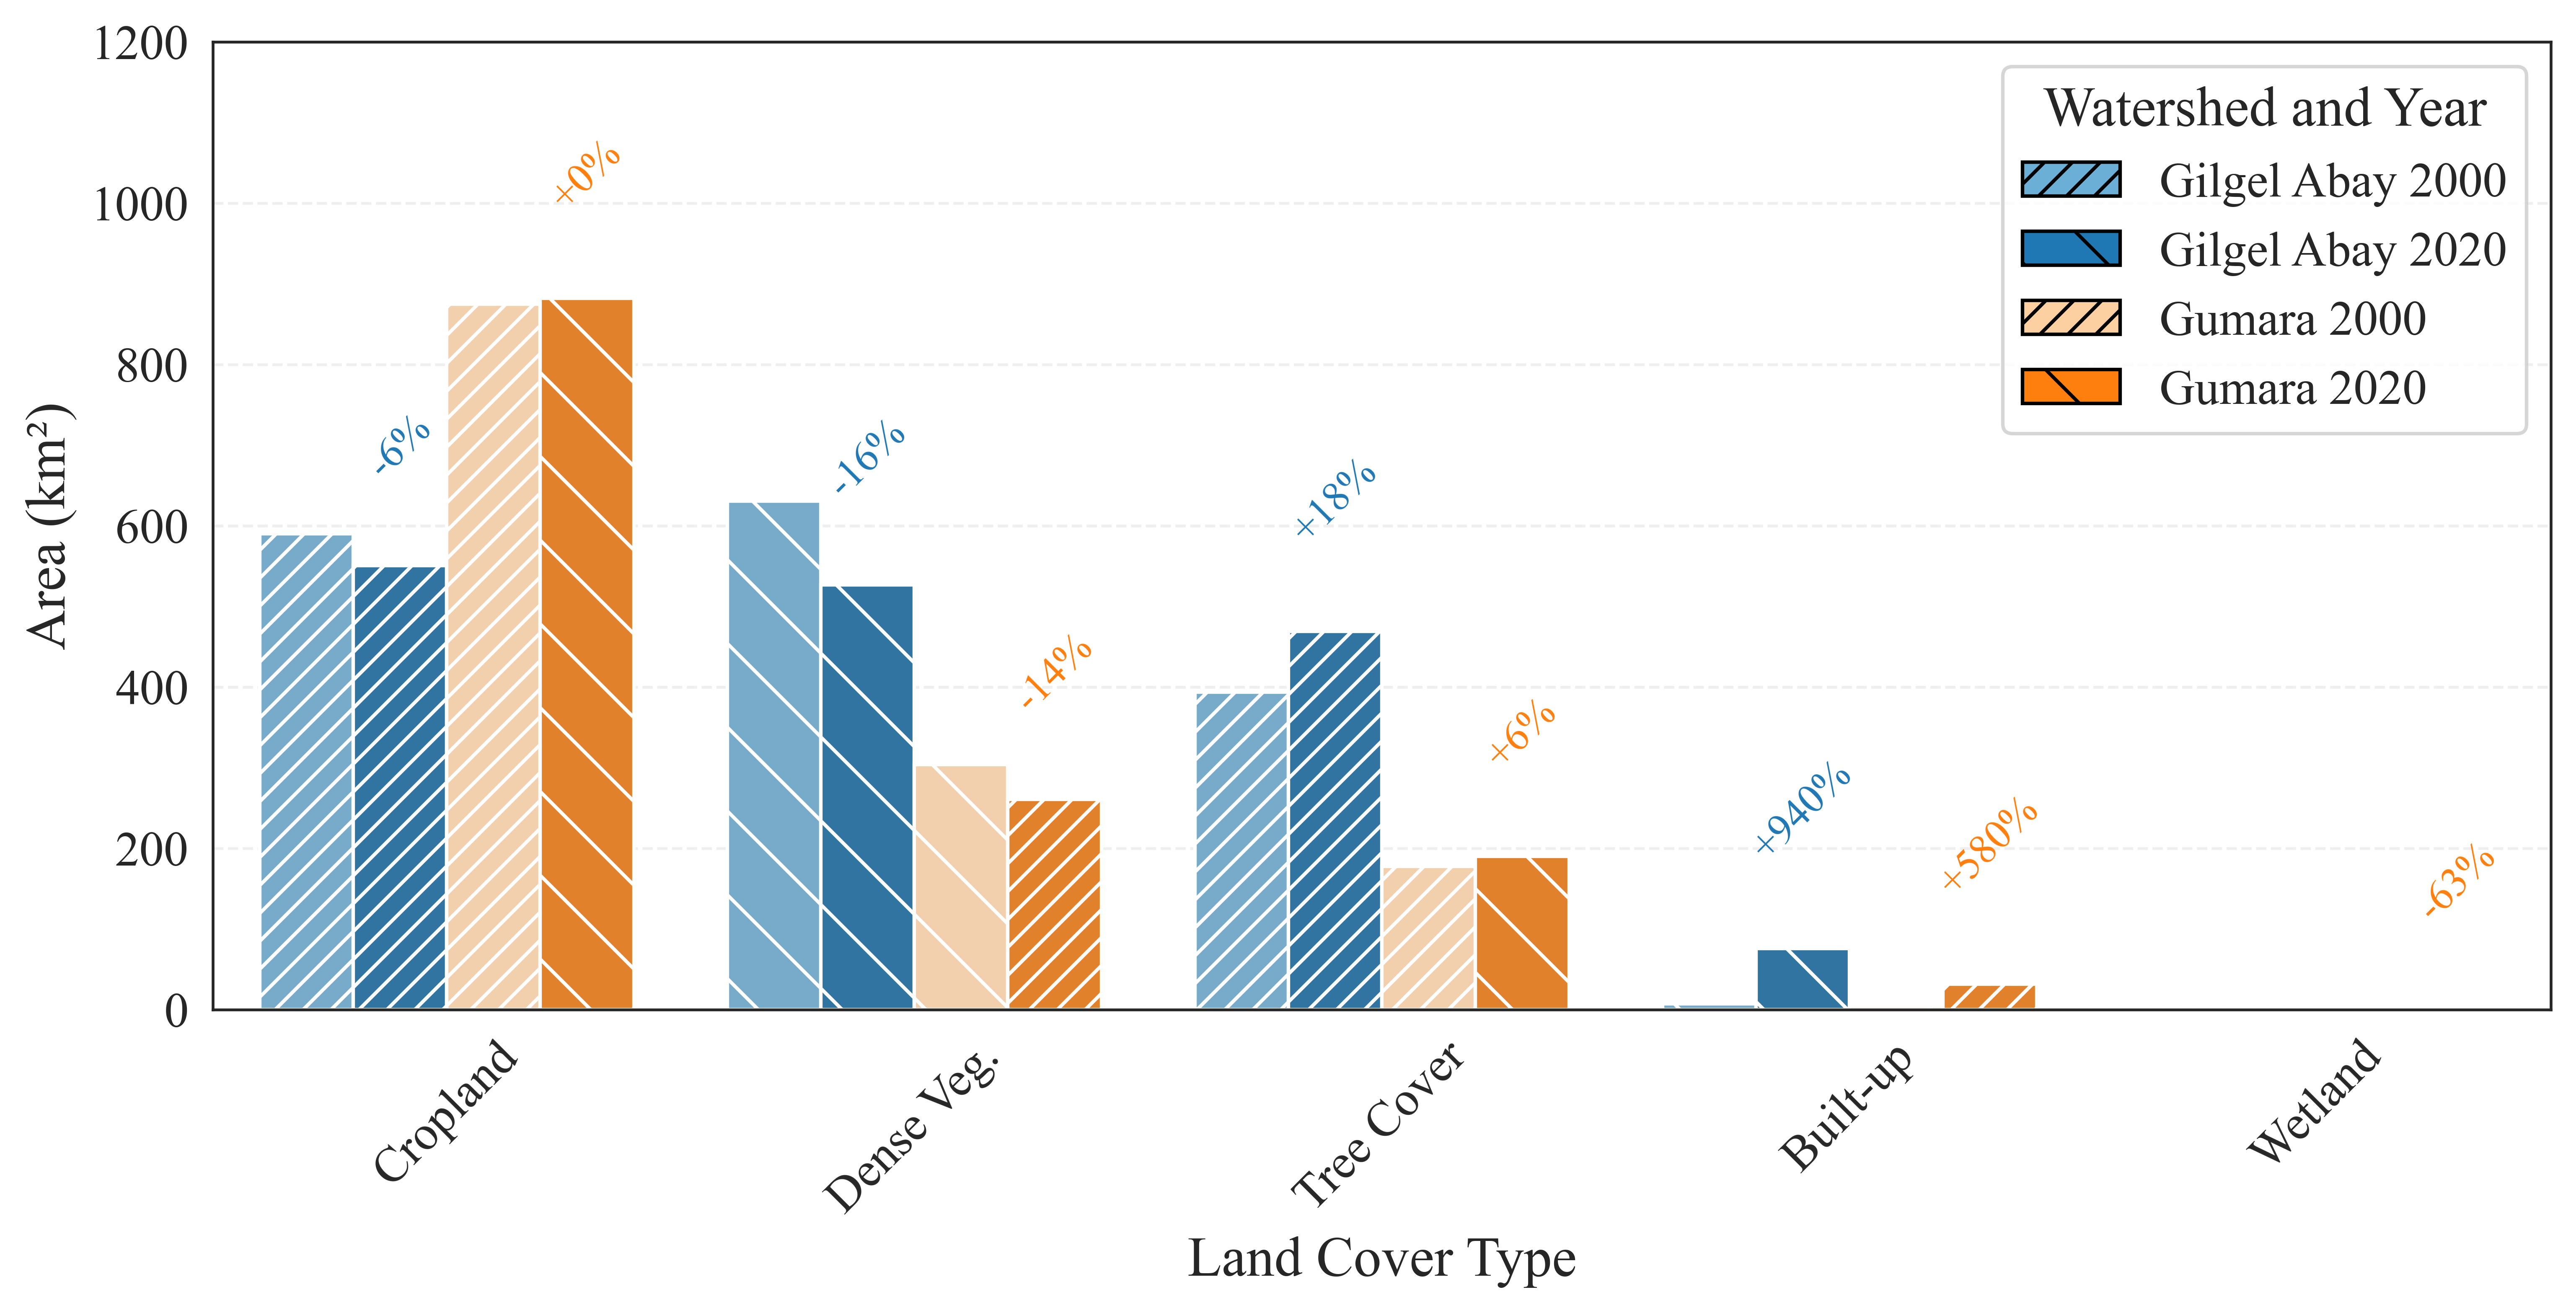 1200
1000
800
600
400
200
0
Area (km²)
-6%
+0%
-16%
-14%
+18%
+6%
+940%
+580%
-63%
Watershed and Year
Gilgel Abay 2000
Gilgel Abay 2020
Gumara 2000
Gumara 2020
Cropland
Dense Veg.
Tree Cover
Built-up
Wetland
Land Cover Type